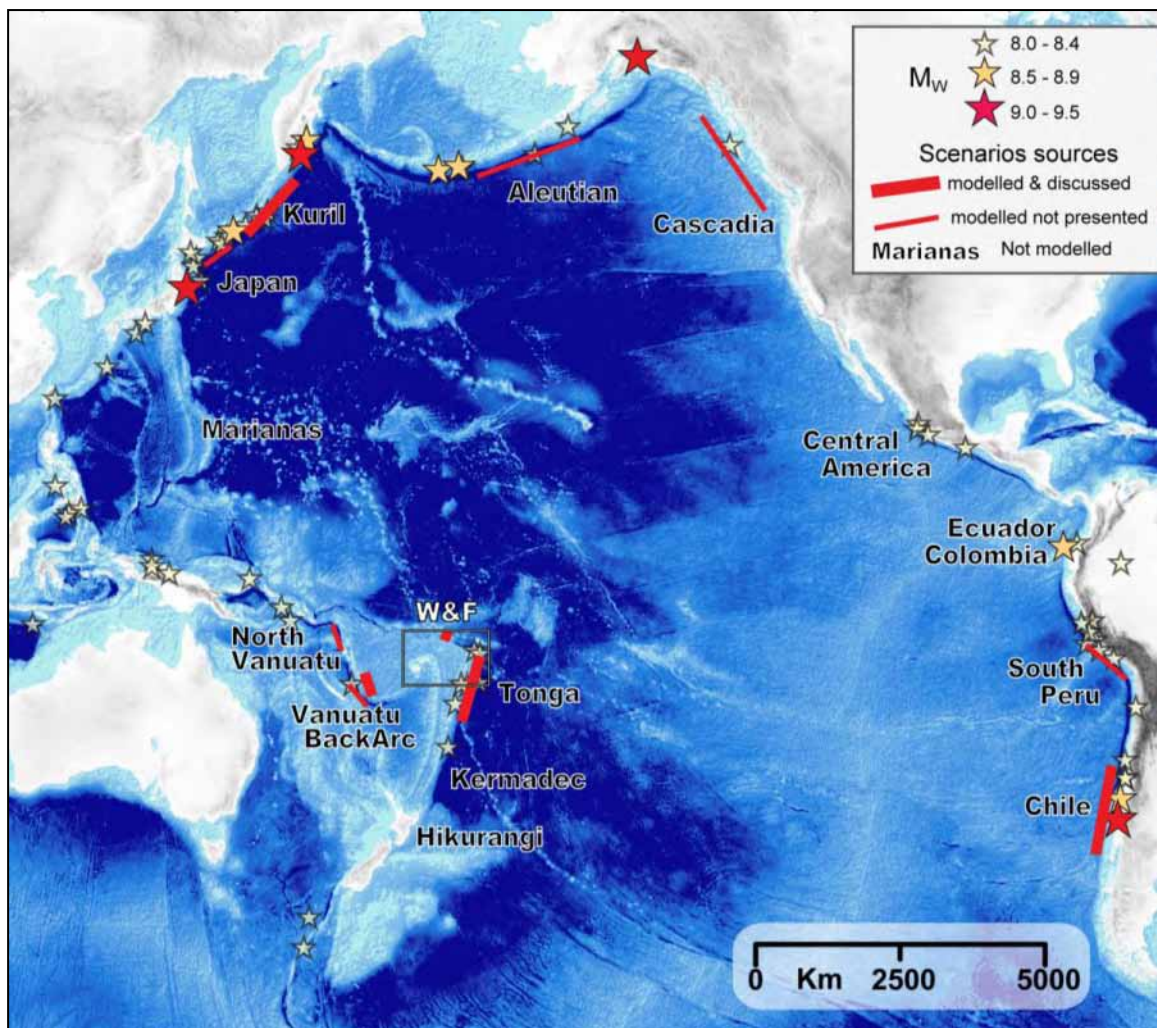 8.0 - 8.4
Mw
8.5 - 8.9
9.0 - 9.5
Scenarios sources
modelled & discussed
modelled not presented
Marianas Not modelled
Aleutian
Cascadia
Kuril
Japan
Marianas
Central
America
Ecuador
Colombia
W&F
North
Vanuatu
Tonga
South
Peru
Vanuatu
BackArc
Kermadec
Chile
Hikurangi
0 Km 2500 5000